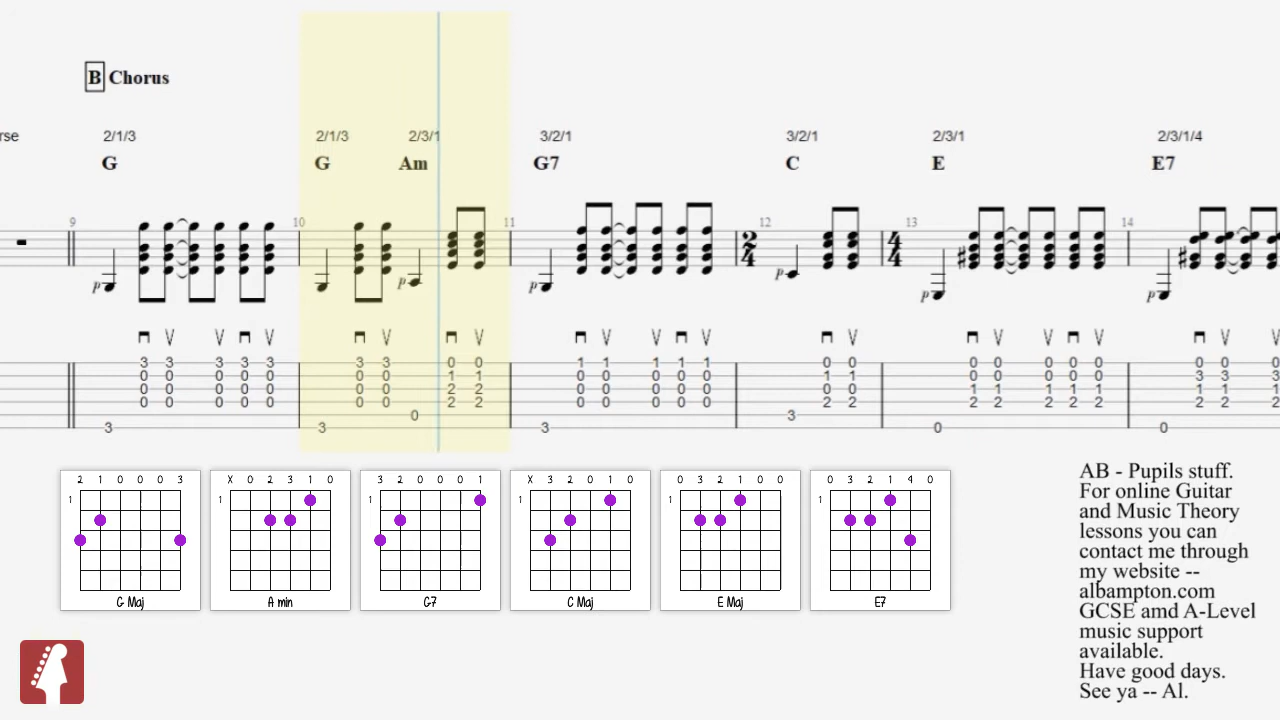 B Chorus
rse 2/1/3 2/1/3 2/3/1 3/2/1 3/2/1 2/3/1 2/3/1/4
G G Am G7 C E E7
9 10 11 12 13 14
2 4 4 4
p p p p p p p
3 3 3 3 3 3 3 0 0 1 1 1 1 1 0 0 0 0 0 0 0 0 0 0
0 0 0 0 0 0 0 1 1 0 0 0 0 0 1 1 0 0 0 0 0 3 3 3
0 0 0 0 0 0 0 2 2 0 0 0 0 0 0 0 1 1 1 1 1 1 1 1
0 0 0 0 0 0 0 2 2 0 0 0 0 0 2 2 2 2 2 2 2 2 2 2
0 3
3 3 3 0 0
2 1 0 0 0 3
1
G Maj
X 0 2 3 1 0
1
A min
3 2 0 0 0 1
1
G7
X 3 2 0 1 0
1
C Maj
0 3 2 1 0 0
1
E Maj
0 3 2 1 4 0
1
E7
AB - Pupils stuff.
For online Guitar
and Music Theory
lessons you can
contact me through
my website --
albampton.com
GCSE amd A-Level
music support
available.
Have good days.
See ya -- Al.